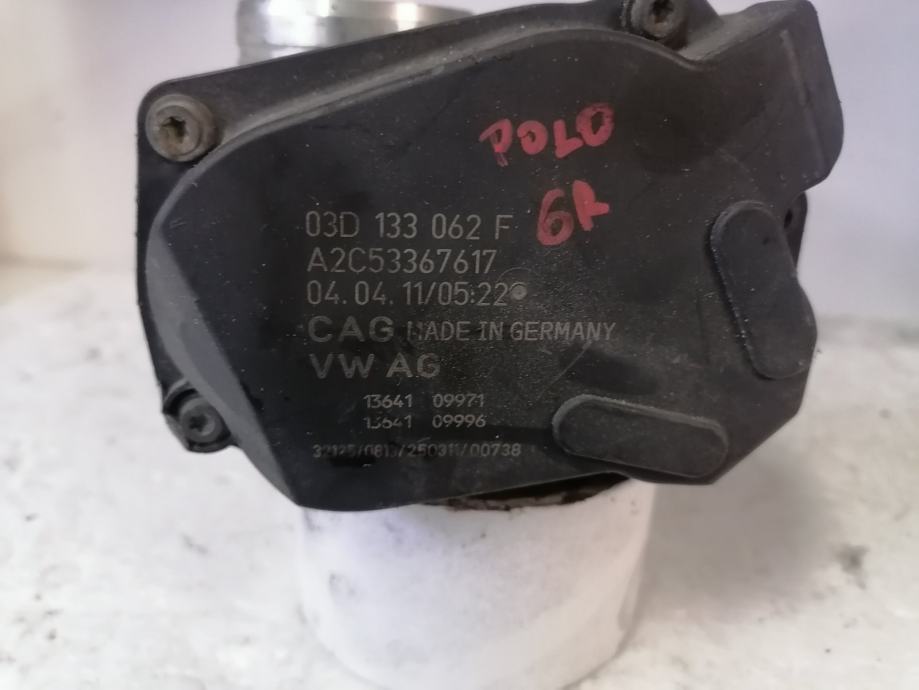 POLO
6R
03D 133 062 F
A2C53367617
04.04.11/05:22
CAG MADE IN GERMANY
VW AG
13641 09971
13641 09996